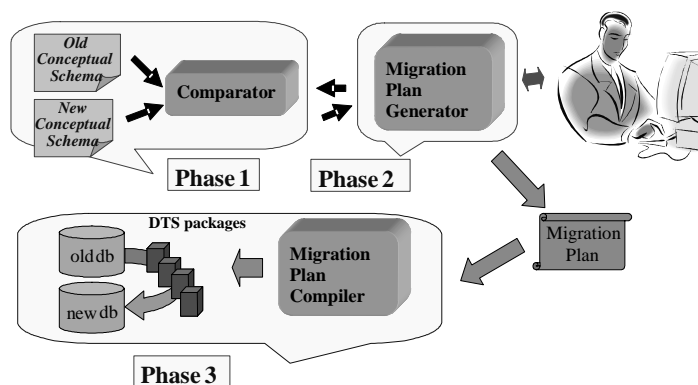 Old
Conceptual
Schema
New
Conceptual
Schema
Comparator
Migration
Plan
Generator
Phase 1
Phase 2
DTS packages
old db
new db
Migration
Plan
Compiler
Migration
Plan
Phase 3